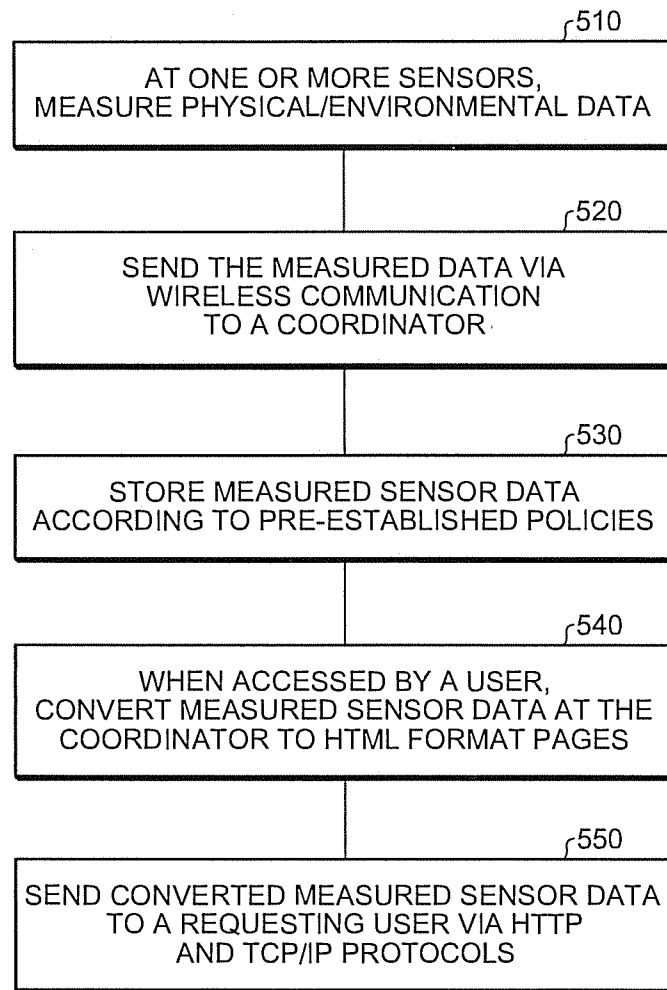 510
AT ONE OR MORE SENSORS,
MEASURE PHYSICAL/ENVIRONMENTAL DATA
520
SEND THE MEASURED DATA VIA
WIRELESS COMMUNICATION
TO A COORDINATOR
530
STORE MEASURED SENSOR DATA
ACCORDING TO PRE-ESTABLISHED POLICIES
540
WHEN ACCESSED BY A USER,
CONVERT MEASURED SENSOR DATA AT THE
COORDINATOR TO HTML FORMAT PAGES
550
SEND CONVERTED MEASURED SENSOR DATA
TO A REQUESTING USER VIA HTTP
AND TCP/IP PROTOCOLS